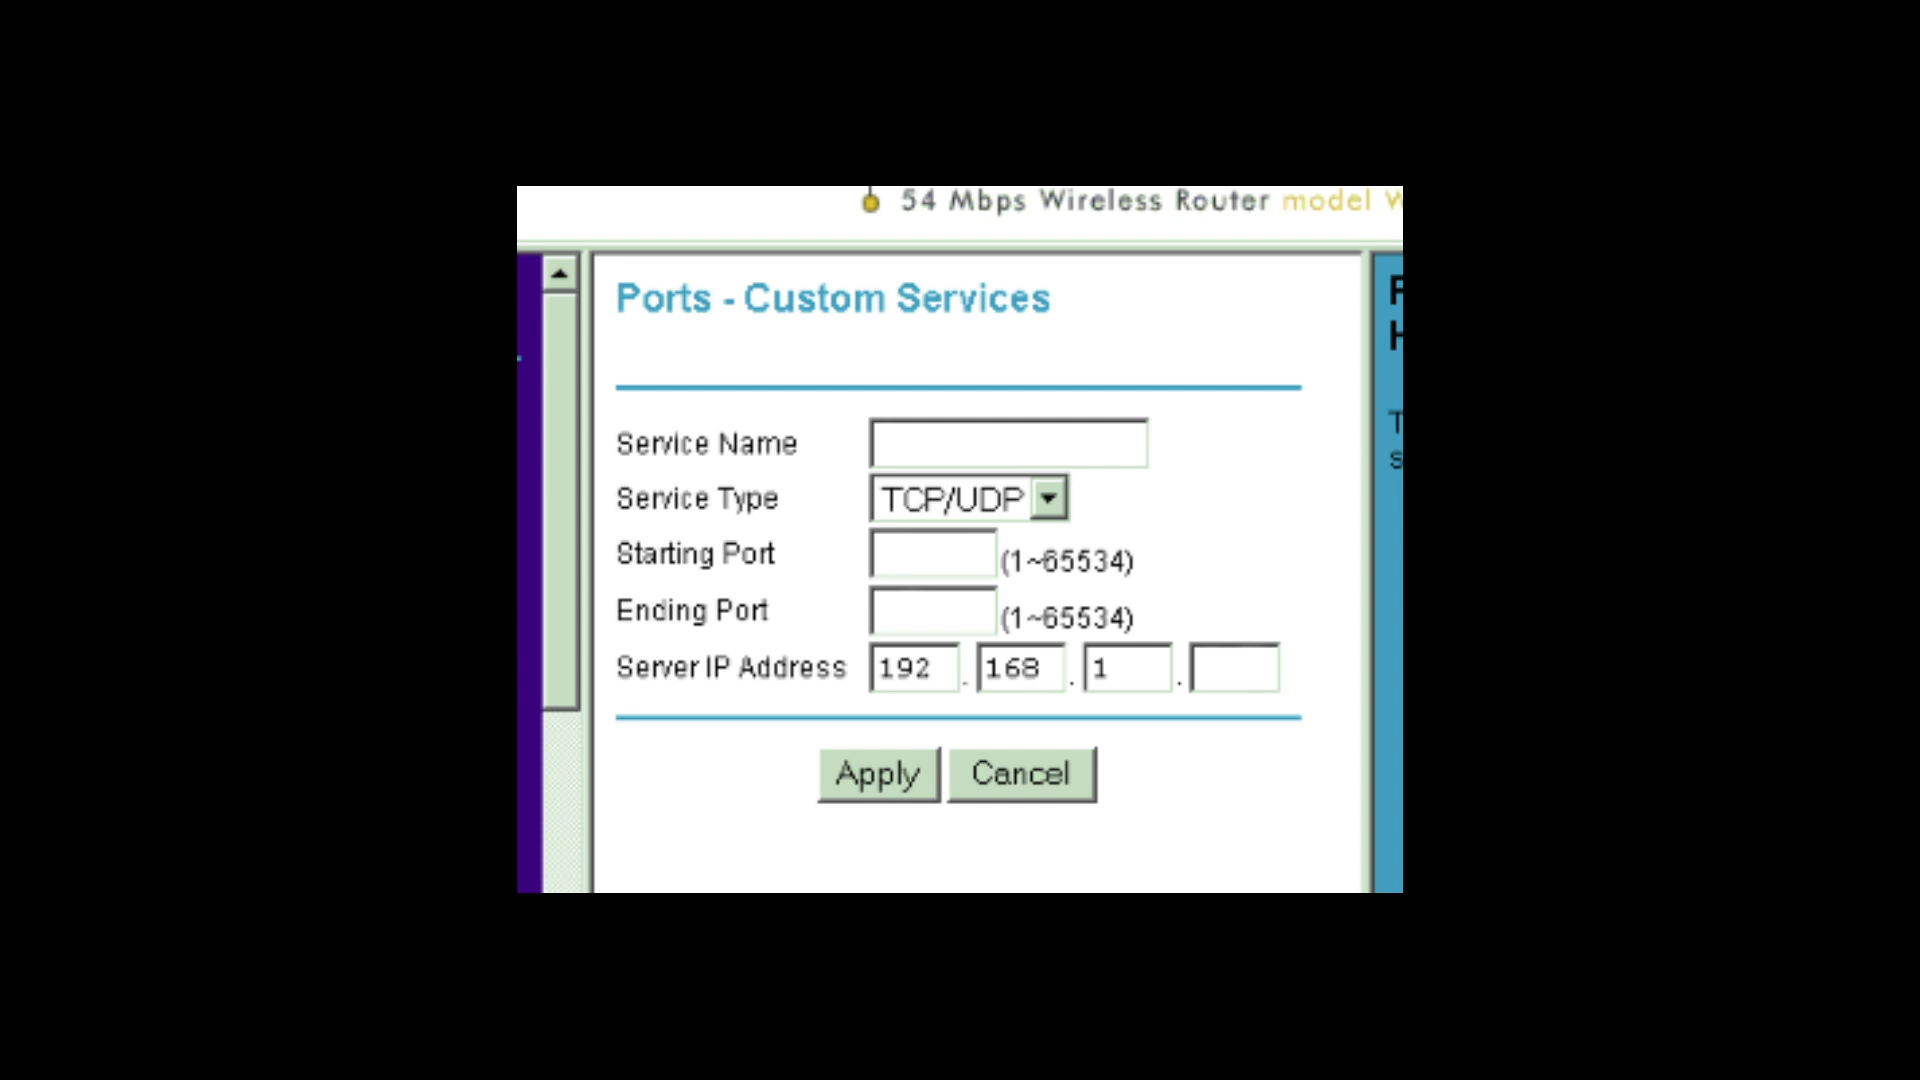 54 Mbps Wireless Router model
Ports - Custom Services
Service Name
Service Type TCP/UDP
Starting Port (1~65534)
Ending Port (1~65534)
Server IP Address 192 . 168 . 1 .
Apply Cancel